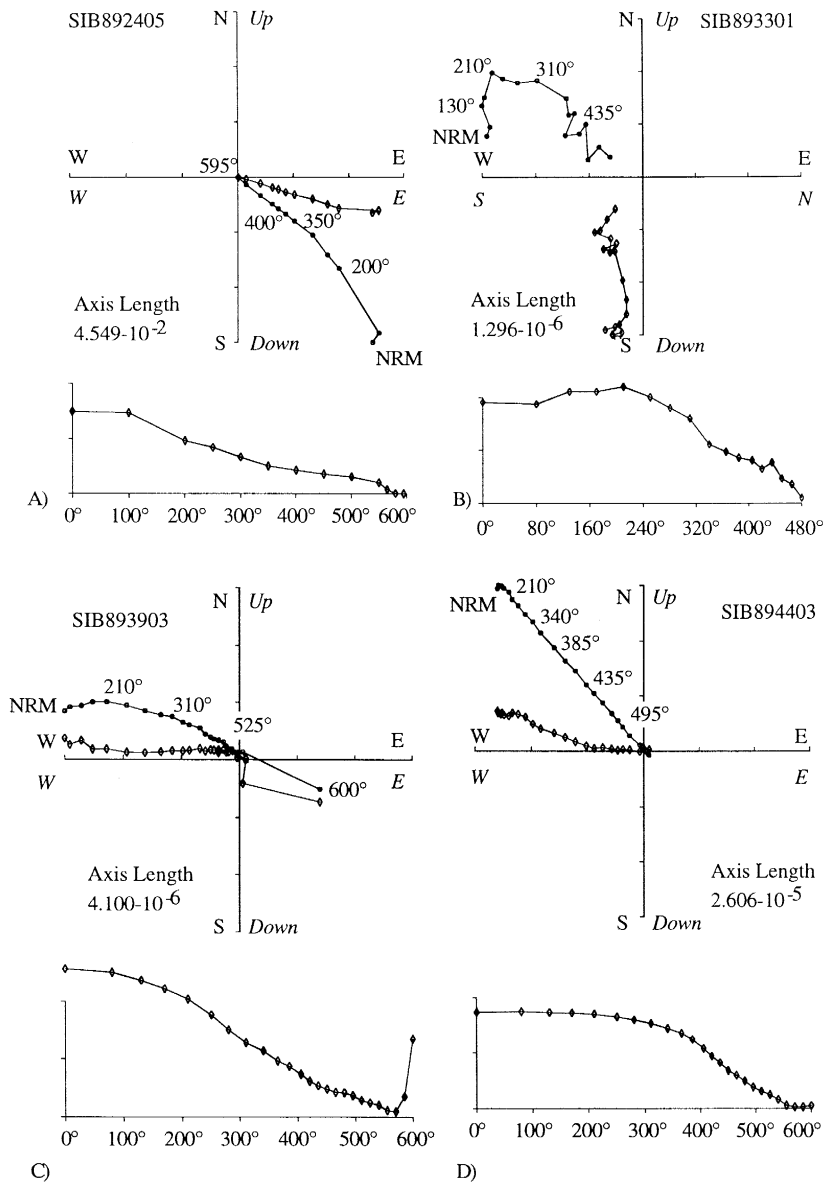 SIB892405
N Up
W E
595°
W E
400° 350°
200°
Axis Length
4.549-10-2
S Down
NRM
A)
0° 100° 200° 300° 400° 500° 600°
Up SIB893301
210° 310°
130° 435°
NRM
W E
S N
Axis Length
1.296-10-6
S Down
B)
0° 80° 160° 240° 320° 400° 480°
N Up
SIB893903
210°
NRM 310°
525°
W E
W E
600°
Axis Length
4.100-10-6
S Down
0° 100° 200° 300° 400° 500° 600°
C)
210°
NRM N Up
SIB894403
340°
385°
435°
495°
W E
W E
Axis Length
2.606-10-5
S Down
0° 100° 200° 300° 400° 500° 600°
D)